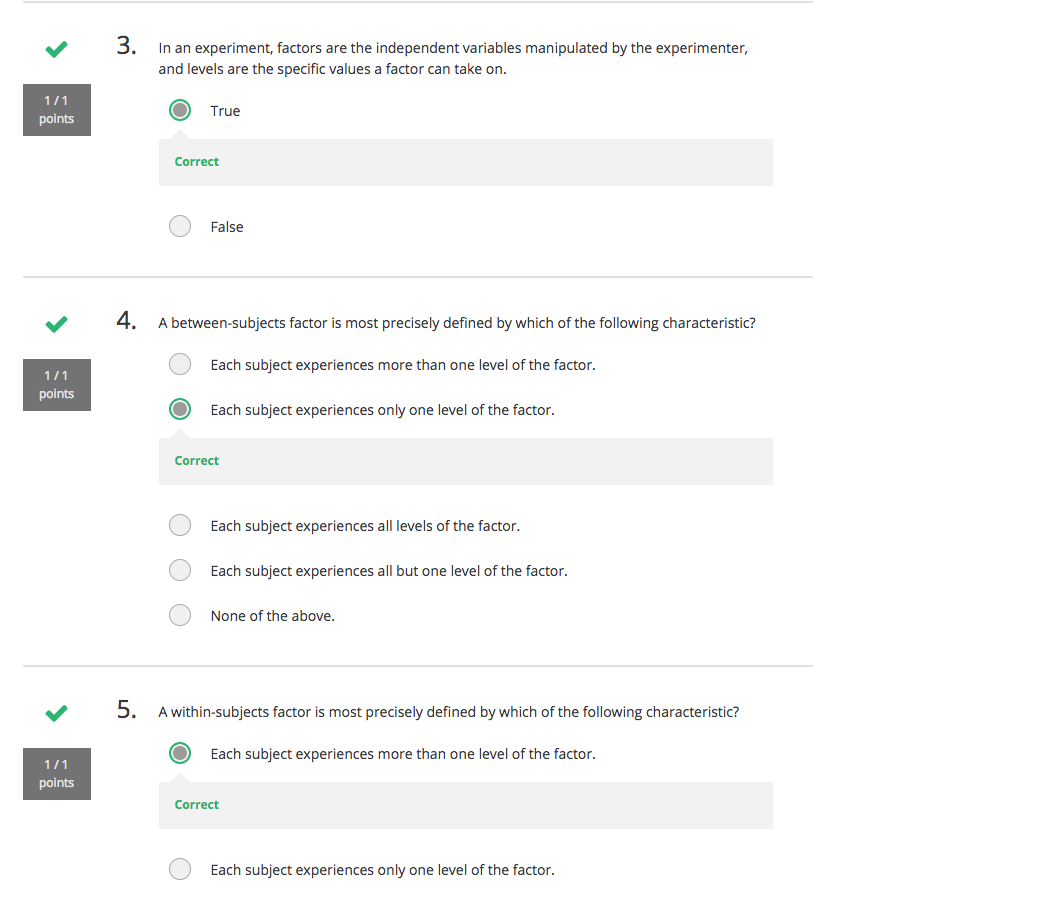 3. In an experiment, factors are the independent variables manipulated by the experimenter,
and levels are the specific values a factor can take on.
1 / 1
points
True
Correct
False
4. A between-subjects factor is most precisely defined by which of the following characteristic?
1 / 1
points
Each subject experiences more than one level of the factor.
Each subject experiences only one level of the factor.
Correct
Each subject experiences all levels of the factor.
Each subject experiences all but one level of the factor.
None of the above.
5. A within-subjects factor is most precisely defined by which of the following characteristic?
1 / 1
points
Each subject experiences more than one level of the factor.
Correct
Each subject experiences only one level of the factor.